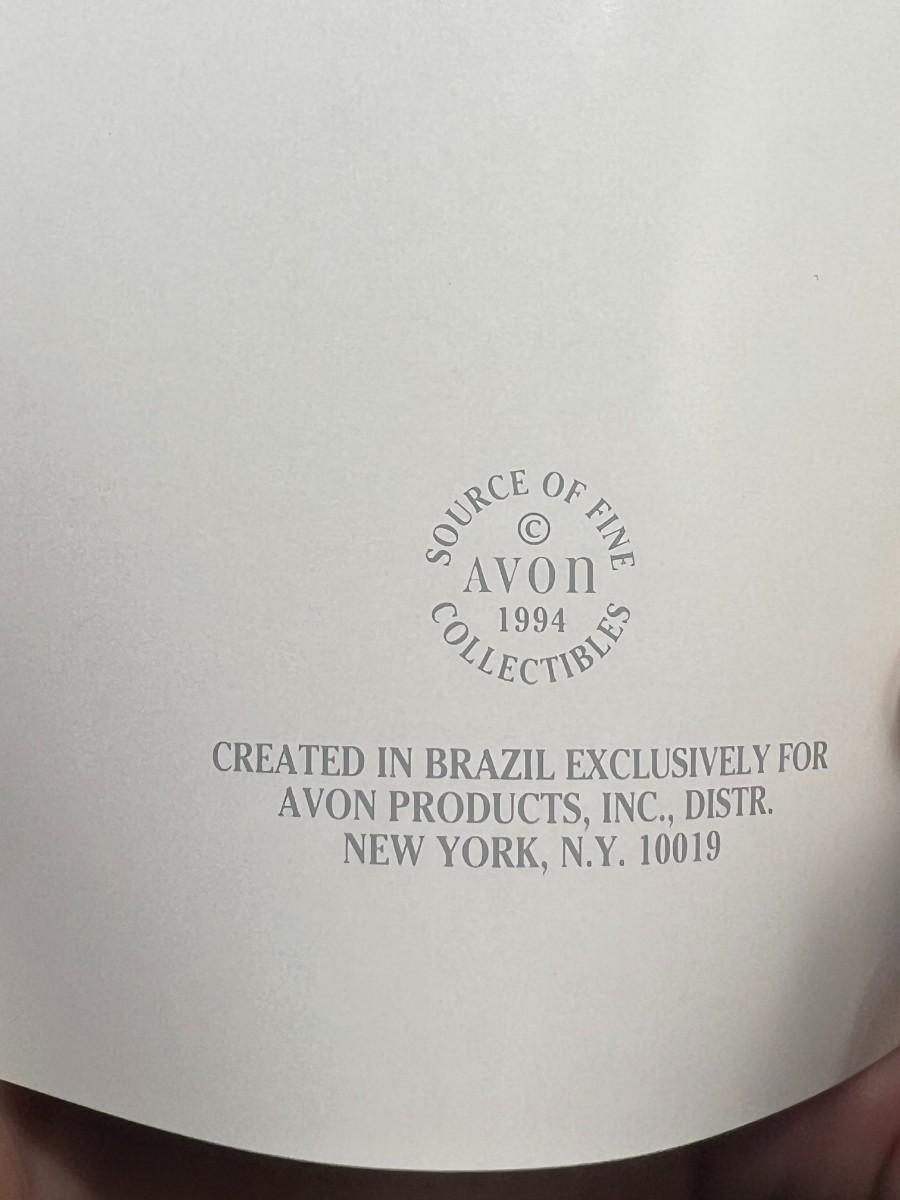 SOURCE OF FINE
©
AVON
1994
COLLECTIBLES
CREATED IN BRAZIL EXCLUSIVELY FOR
AVON PRODUCTS, INC., DISTR.
NEW YORK, N.Y. 10019